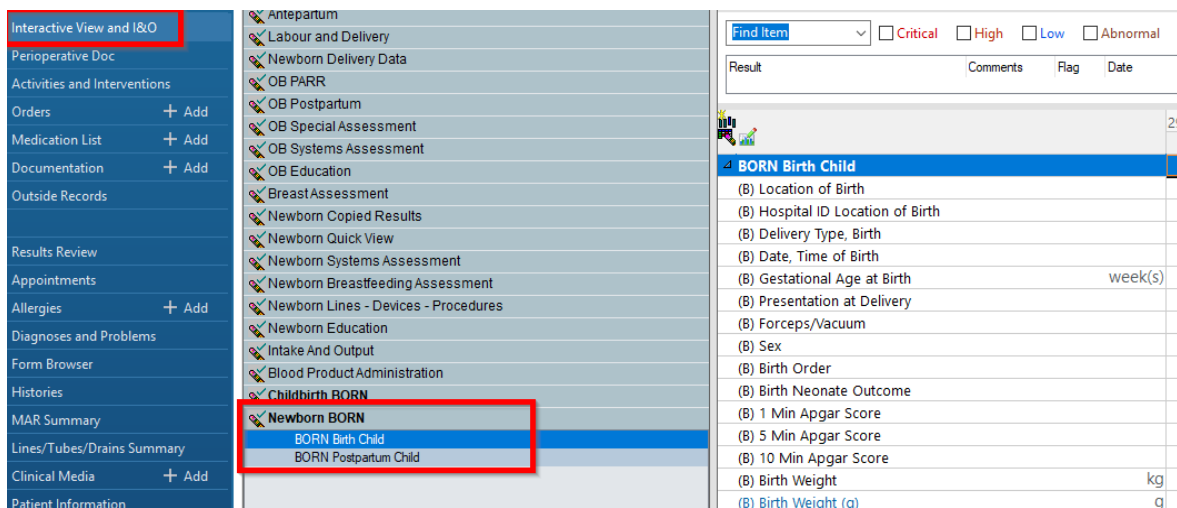 Interactive View and I&O
Perioperative Doc
Activities and Interventions
Orders + Add
Medication List + Add
Documentation + Add
Outside Records
Results Review
Appointments
Allergies + Add
Diagnoses and Problems
Form Browser
Histories
MAR Summary
Lines/Tubes/Drains Summary
Clinical Media + Add
Patient Information
Antepartum
Labour and Delivery
Newborn Delivery Data
OB PARR
OB Postpartum
OB Special Assessment
OB Systems Assessment
OB Education
Breast Assessment
Newborn Copied Results
Newborn Quick View
Newborn Systems Assessment
Newborn Breastfeeding Assessment
Newborn Lines - Devices - Procedures
Newborn Education
Intake And Output
Blood Product Administration
Childbirth BORN
Newborn BORN
BORN Birth Child
BORN Postpartum Child
Find Item Critical High Low Abnormal
Result Comments Flag Date
BORN Birth Child
(B) Location of Birth
(B) Hospital ID Location of Birth
(B) Delivery Type, Birth
(B) Date, Time of Birth
(B) Gestational Age at Birth week(s)
(B) Presentation at Delivery
(B) Forceps/Vacuum
(B) Sex
(B) Birth Order
(B) Birth Neonate Outcome
(B) 1 Min Apgar Score
(B) 5 Min Apgar Score
(B) 10 Min Apgar Score
(B) Birth Weight kg
(B) Birth Weight (g) g